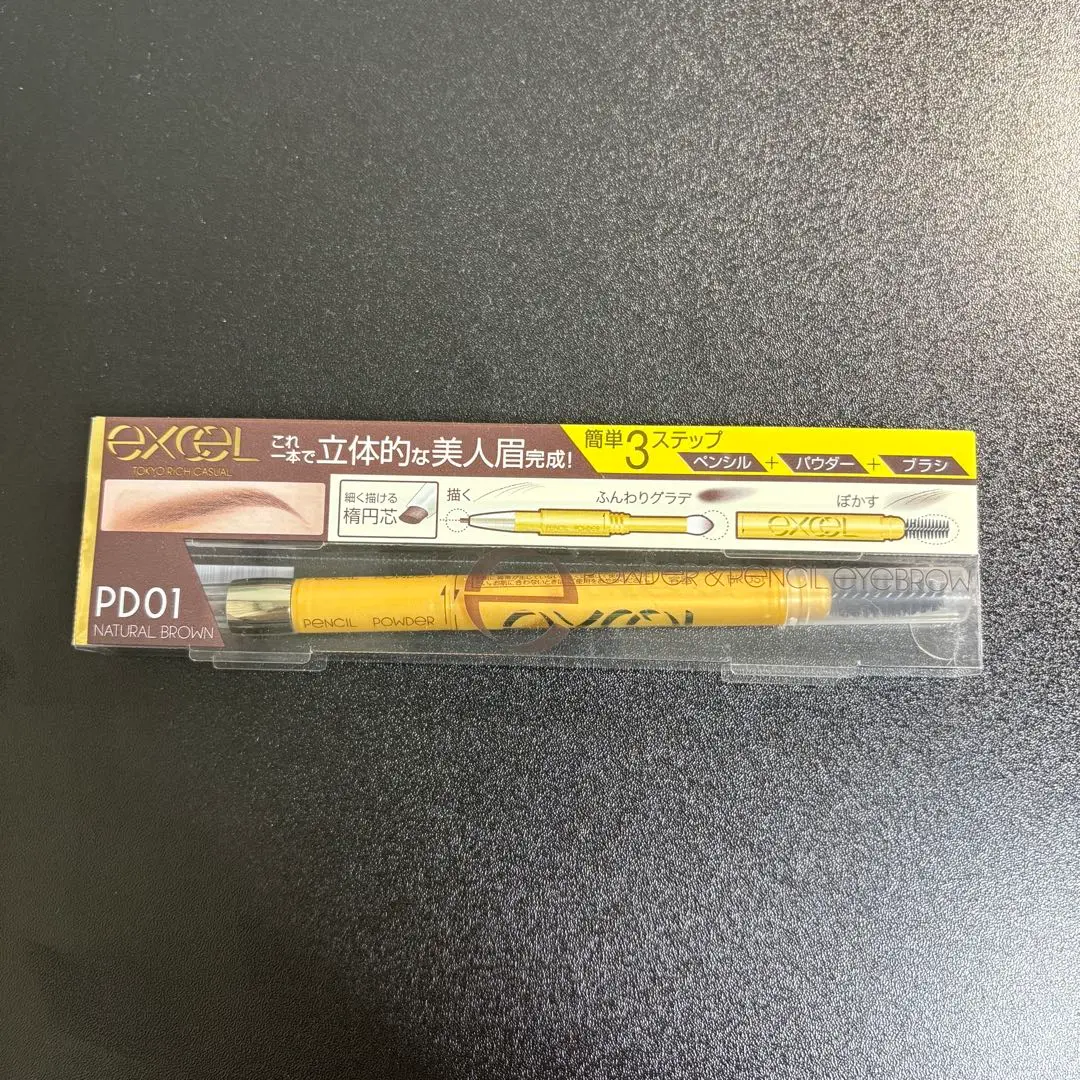 excel
TOKYO RICH CASUAL
これ一本で立体的な美人眉完成!
簡単3ステップ
ペンシル + パウダー + ブラシ
細く描ける
楕円芯
描く
ふんわりグラデ
ぼかす
PENCIL POWDER
excel
POWDER & PENCIL EYEBROW
PD01
NATURAL BROWN
PENCIL POWDER
excel